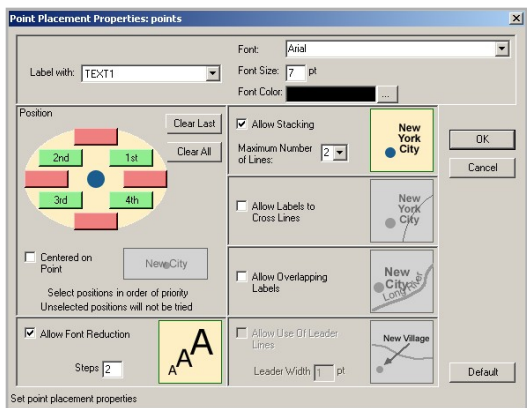 Point Placement Properties: points
Label with: TEXT1
Font: Arial
Font Size: 7 pt
Font Color: ...
Position
Clear Last
Clear All
2nd 1st
3rd 4th
Centered on Point
New City
Select positions in order of priority
Unselected positions will not be tried
Allow Font Reduction
Steps 2
A A A
Allow Stacking
Maximum Number of Lines: 2
New
York
City
Allow Labels to
Cross Lines
New
York
City
Allow Overlapping
Labels
New
City
Long River
Allow Use Of Leader
Lines
Leader Width 1 pt
New Village
OK
Cancel
Default
Set point placement properties